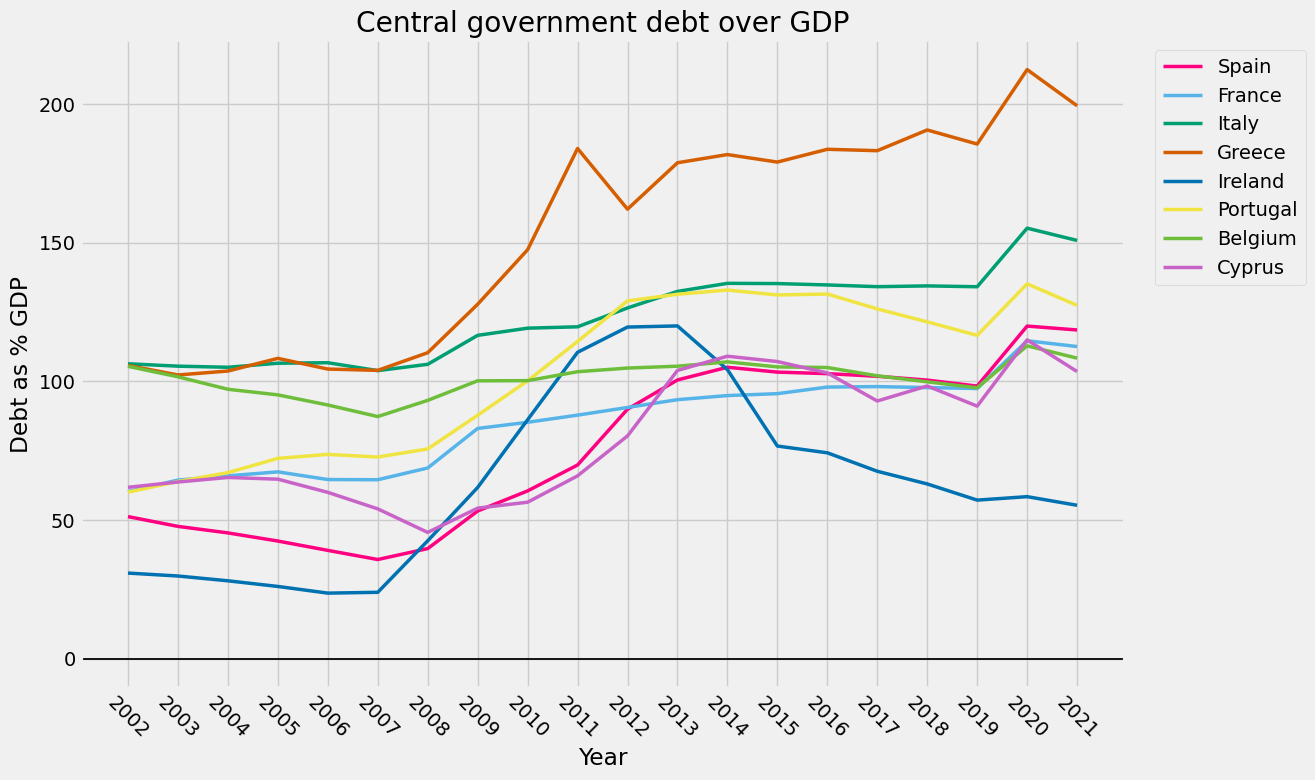 Central government debt over GDP
Spain
France
Italy
Greece
Ireland
Portugal
Belgium
Cyprus
Debt as % GDP
200
150
100
50
0
2002 2003 2004 2005 2006 2007 2008 2009 2010 2011 2012 2013 2014 2015 2016 2017 2018 2019 2020 2021
Year